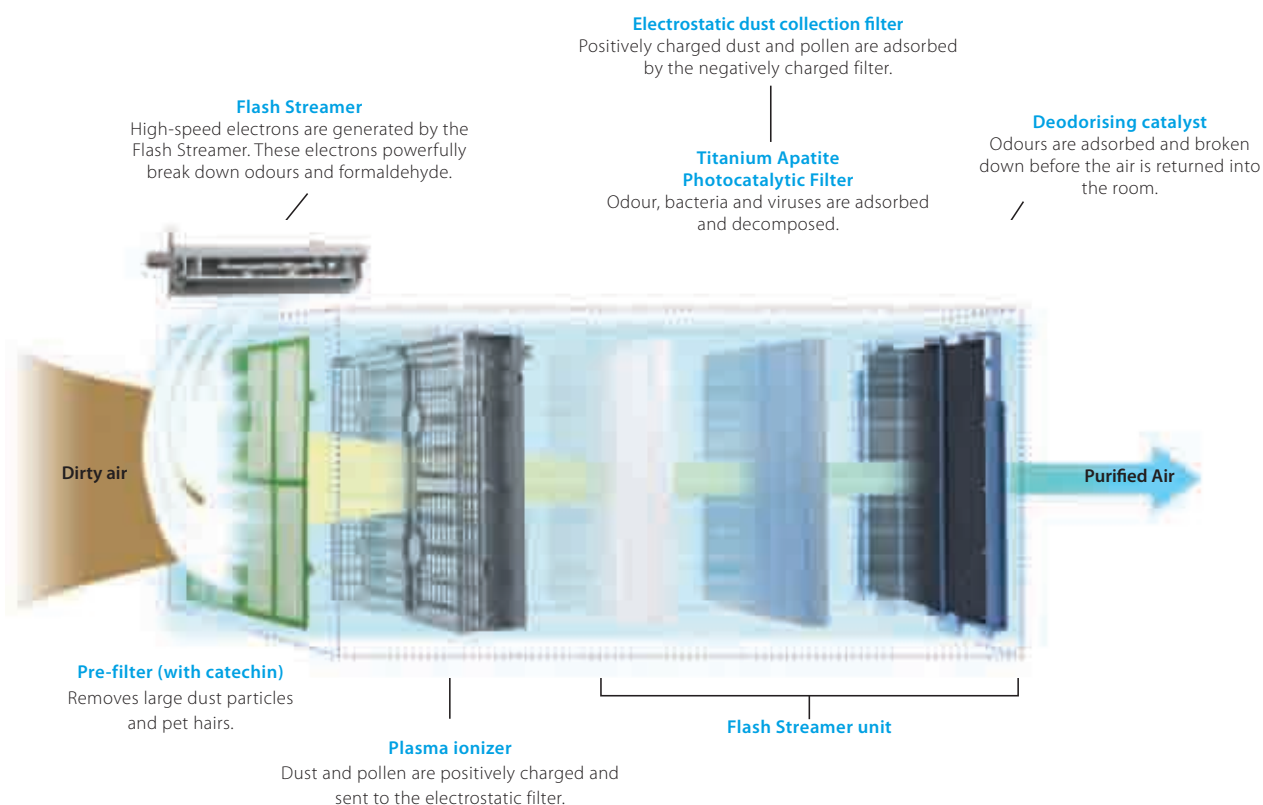 Electrostatic dust collection filter
Positively charged dust and pollen are adsorbed
by the negatively charged filter.
Flash Streamer
High-speed electrons are generated by the
Flash Streamer. These electrons powerfully
break down odours and formaldehyde.
Titanium Apatite
Photocatalytic Filter
Odour, bacteria and viruses are adsorbed
and decomposed.
Deodorising catalyst
Odours are adsorbed and broken
down before the air is returned into
the room.
Dirty air
Purified Air
Pre-filter (with catechin)
Removes large dust particles
and pet hairs.
Plasma ionizer
Dust and pollen are positively charged and
sent to the electrostatic filter.
Flash Streamer unit